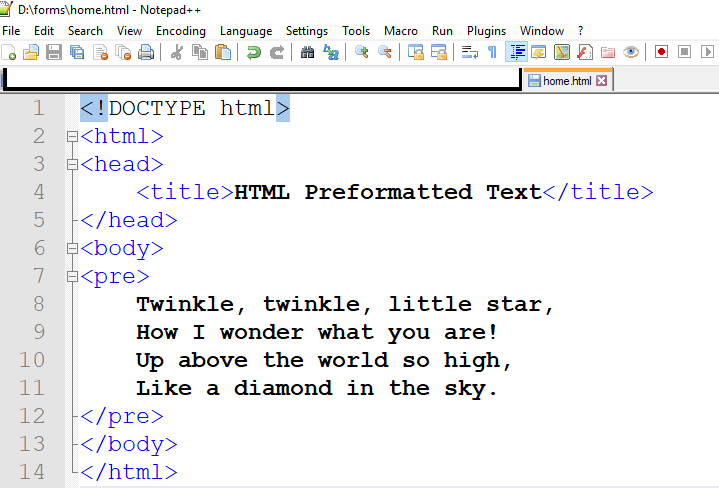 D:\forms\home.html - Notepad++
File Edit Search View Encoding Language Settings Tools Macro Run Plugins Window ?
home.html
1 <!DOCTYPE html>
2 <html>
3 <head>
4     <title>HTML Preformatted Text</title>
5 </head>
6 <body>
7 <pre>
8     Twinkle, twinkle, little star,
9     How I wonder what you are!
10     Up above the world so high,
11     Like a diamond in the sky.
12 </pre>
13 </body>
14 </html>